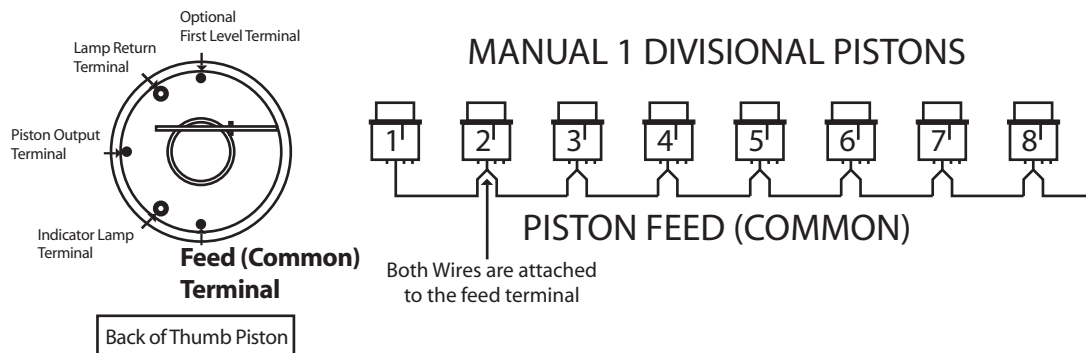 Optional
First Level Terminal
Lamp Return
Terminal
Piston Output
Terminal
Indicator Lamp
Terminal
Feed (Common)
Terminal
Back of Thumb Piston
MANUAL 1 DIVISIONAL PISTONS
1 2 3 4 5 6 7 8
PISTON FEED (COMMON)
Both Wires are attached
to the feed terminal